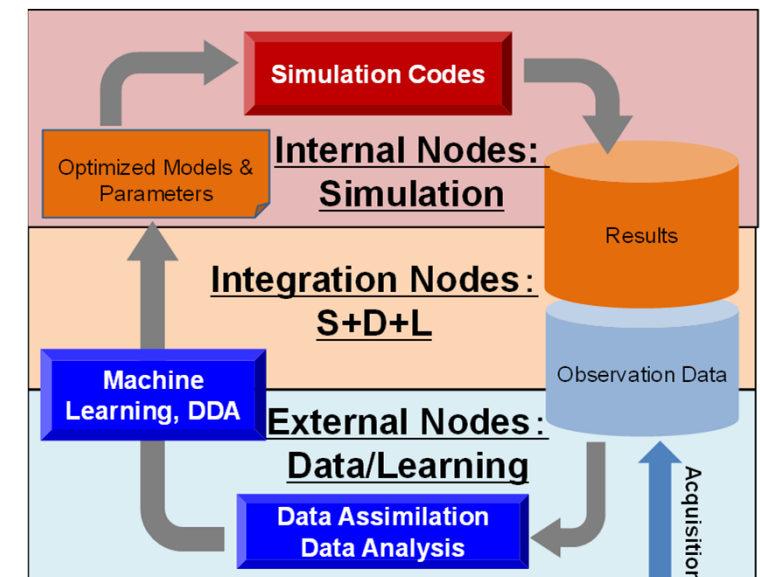 Simulation Codes
Internal Nodes:
Simulation
Optimized Models &
Parameters
Results
Integration Nodes:
S+D+L
Machine
Learning, DDA
Observation Data
External Nodes:
Data/Learning
Data Assimilation
Data Analysis
Acquisition